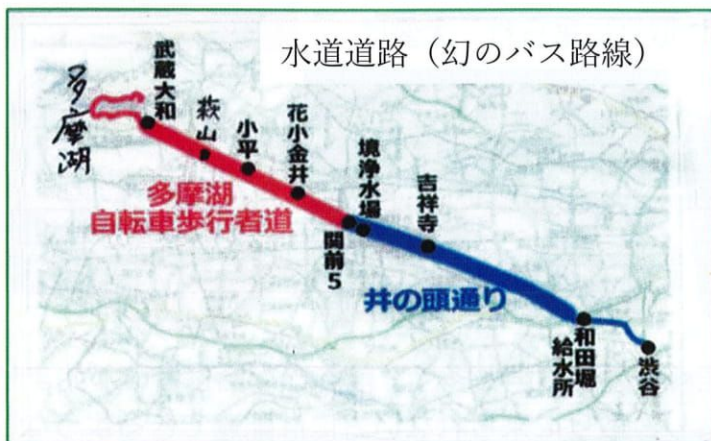 水道道路（幻のバス路線）
多摩湖
武蔵大和
萩山
小平
花小金井
境浄水場
吉祥寺
多摩湖
自転車歩行者道
関前5
井の頭通り
和田堀
給水所
渋谷